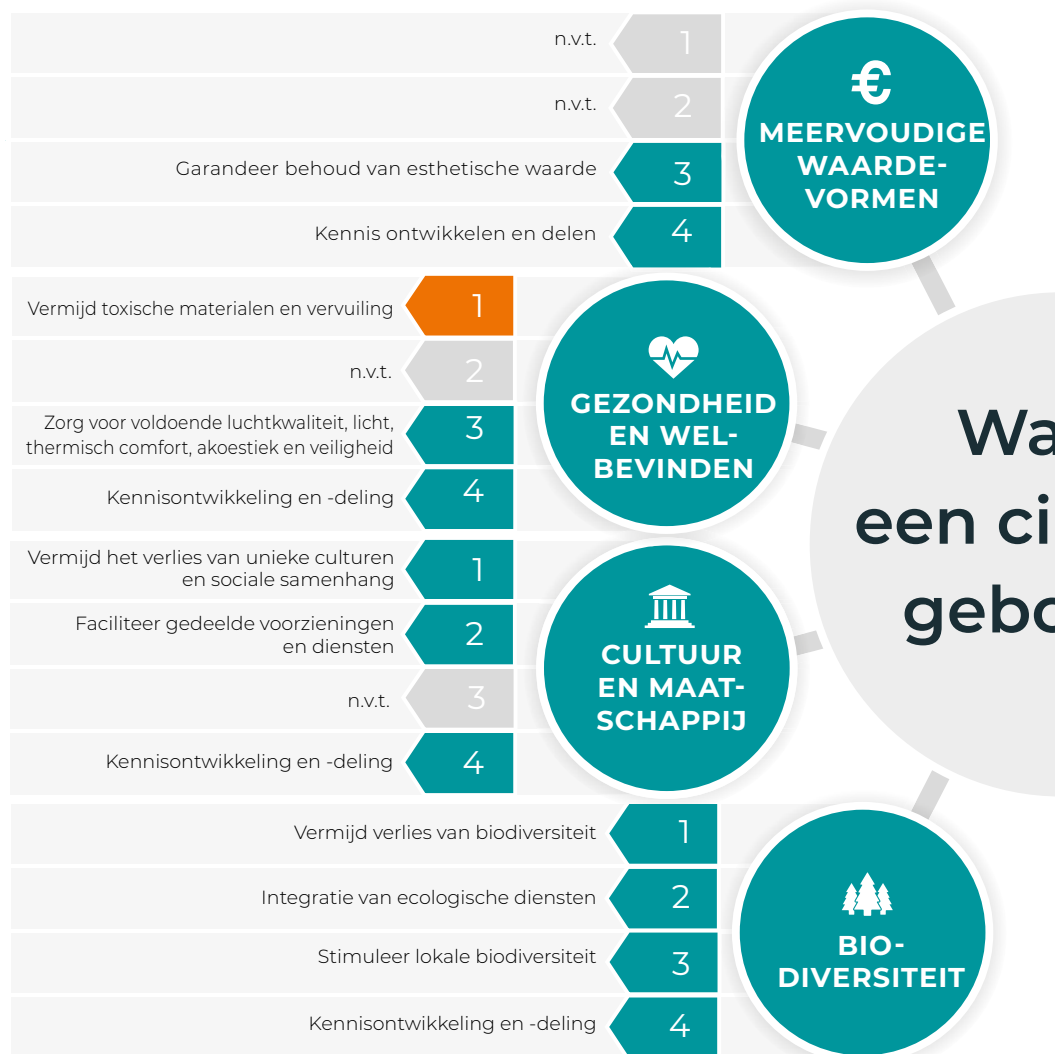 n.v.t.
1
n.v.t.
2
Garandeer behoud van esthetische waarde
3
Kennis ontwikkelen en delen
4
€
MEERVOUDIGE
WAARDE-
VORMEN
Vermijd toxische materialen en vervuiling
1
n.v.t.
2
Zorg voor voldoende luchtkwaliteit, licht,
thermisch comfort, akoestiek en veiligheid
3
Kennisontwikkeling en -deling
4
GEZONDHEID
EN WEL-
BEVINDEN
Vermijd het verlies van unieke culturen
en sociale samenhang
1
Faciliteer gedeelde voorzieningen
en diensten
2
n.v.t.
3
Kennisontwikkeling en -deling
4
CULTUUR
EN MAAT-
SCHAPPIJ
Vermijd verlies van biodiversiteit
1
Integratie van ecologische diensten
2
Stimuleer lokale biodiversiteit
3
Kennisontwikkeling en -deling
4
BIO-
DIVERSITEIT
Wa
een ci
gebo